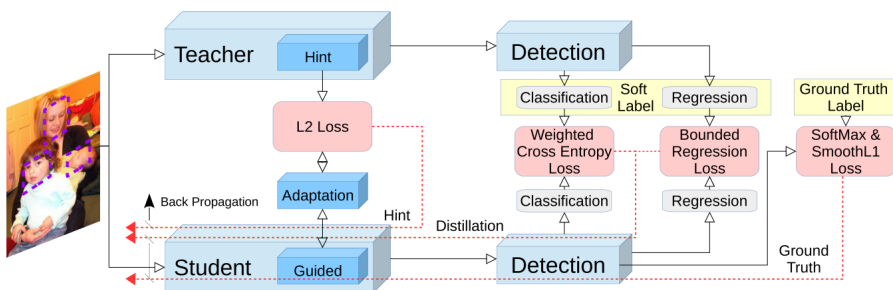 Teacher
Hint
Detection
Classification
Soft
Label
Regression
Ground Truth
Label
L2 Loss
Weighted
Cross Entropy
Loss
Bounded
Regression
Loss
SoftMax &
SmoothL1
Loss
Adaptation
Classification
Regression
Back Propagation
Hint
Distillation
Ground
Truth
Student
Guided
Detection